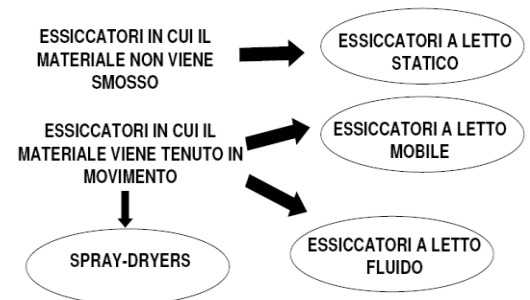 ESSICCATORI IN CUI IL
MATERIALE NON VIENE
SMOSSO
ESSICCATORI A LETTO
STATICO
ESSICCATORI IN CUI IL
MATERIALE VIENE TENUTO IN
MOVIMENTO
ESSICCATORI A LETTO
MOBILE
SPRAY-DRYERS
ESSICCATORI A LETTO
FLUIDO